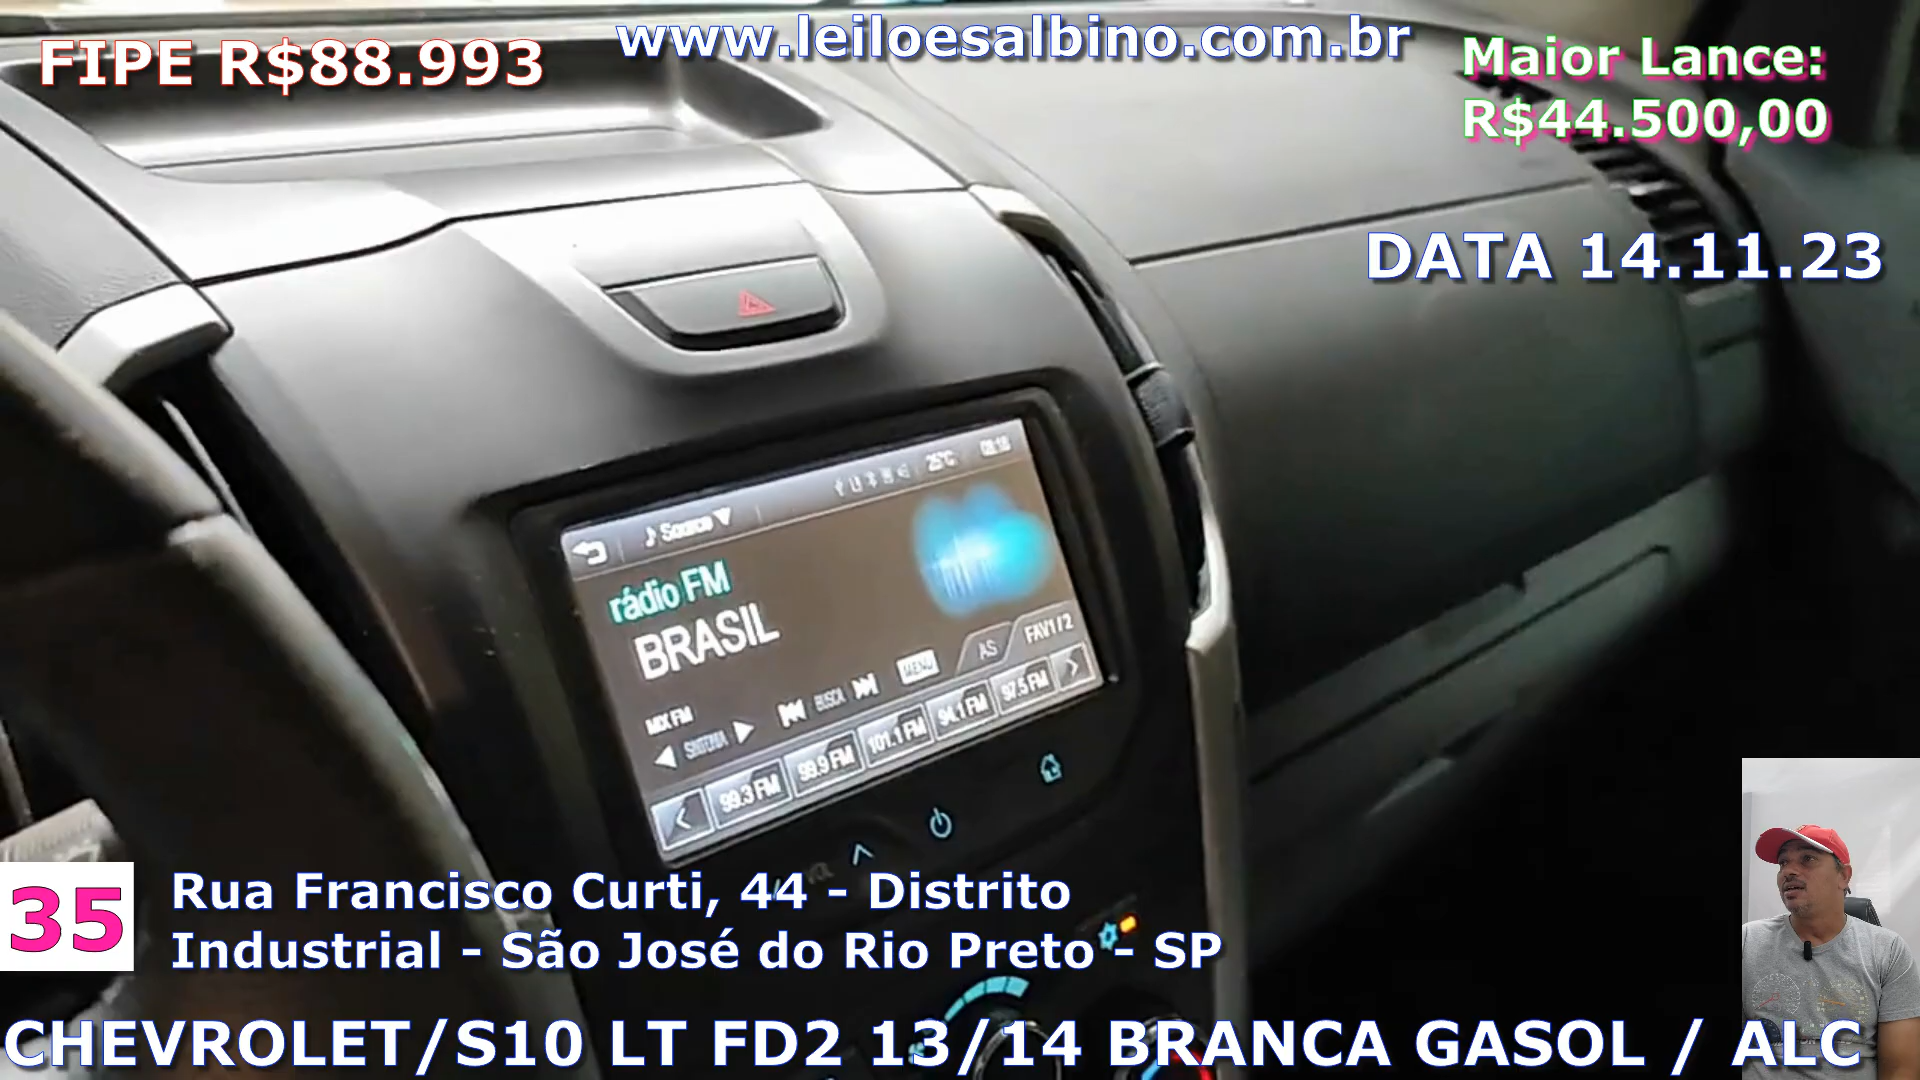 www.leiloesalbino.com.br
FIPE R$88.993
Maior Lance:
R$44.500,00
DATA 14.11.23
25°C 08:18
Source
rádio FM
BRASIL
FAV1/2
AS
MENU
BUSCA
MIX FM
SINTONIA
99.3 FM 99.9 FM 101.1 FM 94.1 FM 97.5 FM
35
Rua Francisco Curti, 44 - Distrito
Industrial - São José do Rio Preto - SP
CHEVROLET/S10 LT FD2 13/14 BRANCA GASOL / ALC